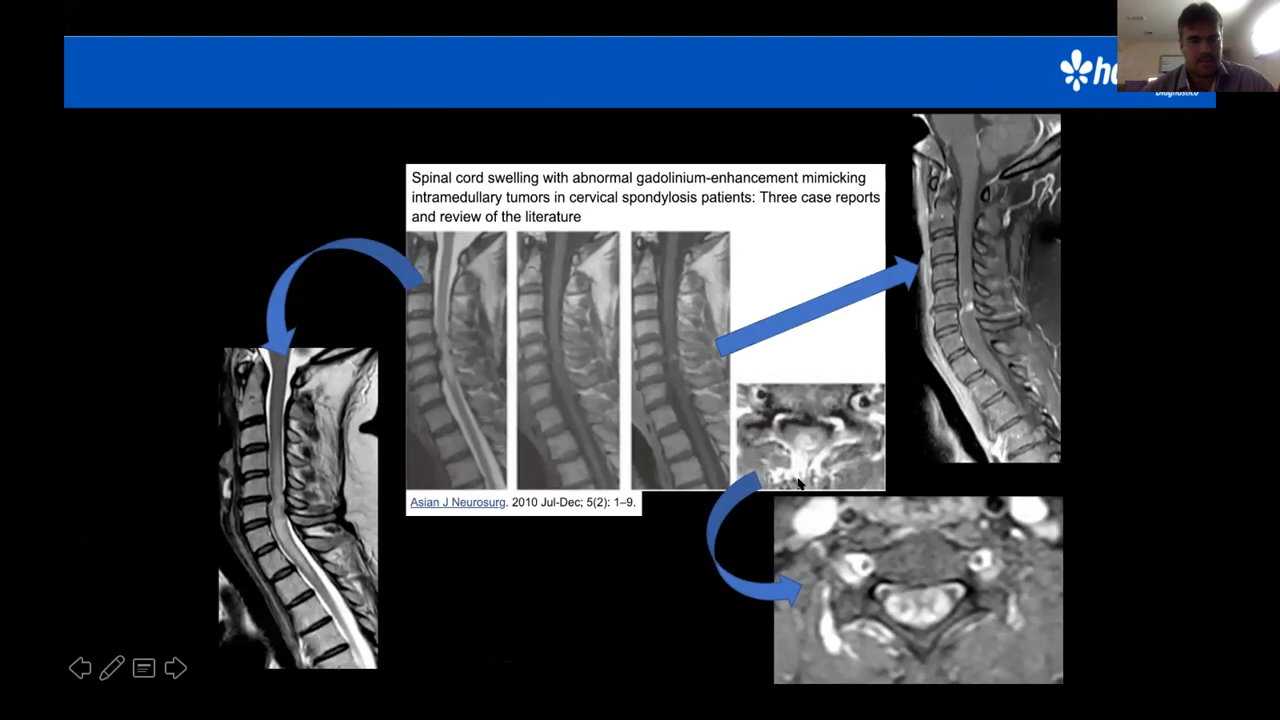 Diagnóstico
Spinal cord swelling with abnormal gadolinium-enhancement mimicking
intramedullary tumors in cervical spondylosis patients: Three case reports
and review of the literature
Asian J Neurosurg. 2010 Jul-Dec; 5(2): 1–9.